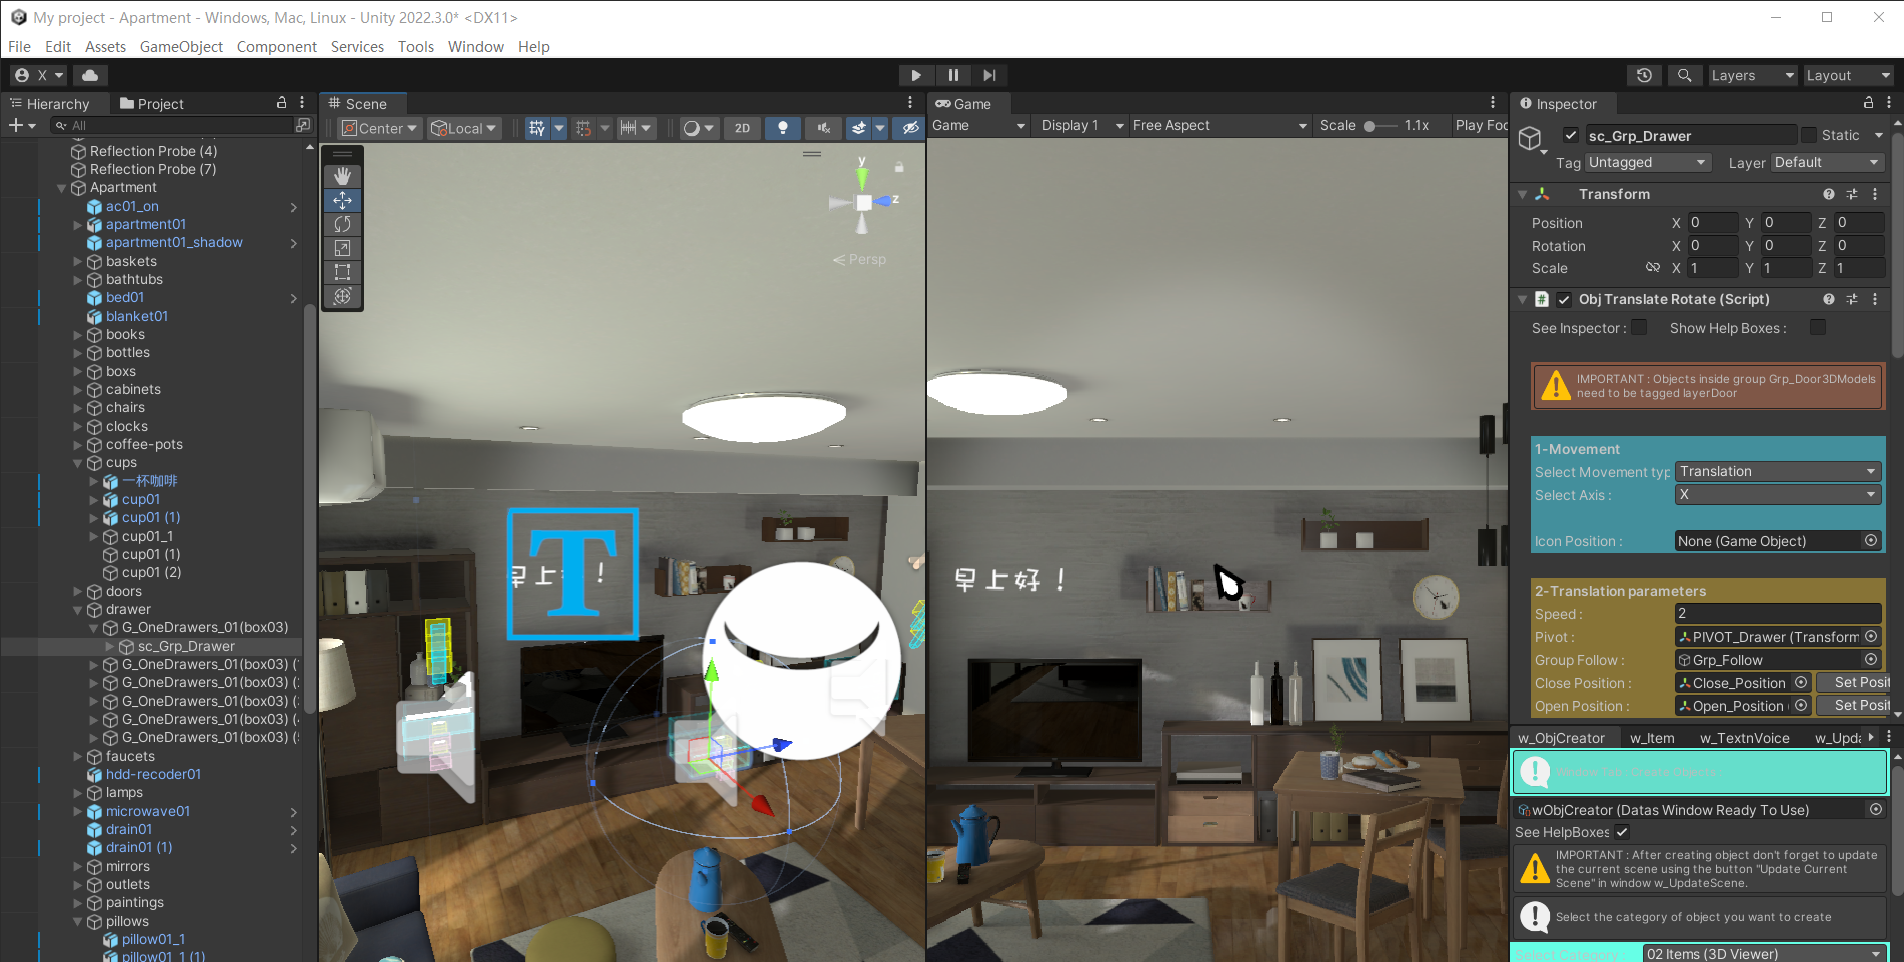 My project - Apartment - Windows, Mac, Linux - Unity 2022.3.0* <DX11>
File Edit Assets GameObject Component Services Tools Window Help
X
Layers
Layout
Hierarchy
Project
All
Reflection Probe (4)
Reflection Probe (7)
Apartment
ac01_on
apartment01
apartment01_shadow
baskets
bathtubs
bed01
blanket01
books
bottles
boxs
cabinets
chairs
clocks
coffee-pots
cups
一杯咖啡
cup01
cup01 (1)
cup01_1
cup01 (1)
cup01 (2)
doors
drawer
G_OneDrawers_01(box03)
sc_Grp_Drawer
G_OneDrawers_01(box03) (
G_OneDrawers_01(box03) (
G_OneDrawers_01(box03) (
G_OneDrawers_01(box03) (
G_OneDrawers_01(box03) (
faucets
hdd-recoder01
lamps
microwave01
drain01
drain01 (1)
mirrors
outlets
paintings
pillows
pillow01_1
pillow01_1 (1)
Scene
Center
Local
2D
y
z
Persp
T
早上 !
Game
Game
Display 1
Free Aspect
Scale
1.1x
Play Foc
早上好！
Inspector
sc_Grp_Drawer
Static
Tag Untagged
Layer Default
Transform
Position X 0 Y 0 Z 0
Rotation X 0 Y 0 Z 0
Scale X 1 Y 1 Z 1
Obj Translate Rotate (Script)
See Inspector :
Show Help Boxes :
IMPORTANT : Objects inside group Grp_Door3DModels
need to be tagged layerDoor
1-Movement
Select Movement typ Translation
Select Axis : X
Icon Position : None (Game Object)
2-Translation parameters
Speed : 2
Pivot : PIVOT_Drawer (Transform
Group Follow : Grp_Follow
Close Position : Close_Position Set Posit
Open Position : Open_Position Set Posit
w_ObjCreator w_Item w_TextnVoice w_Upda
Window Tab : Create Objects
wObjCreator (Datas Window Ready To Use)
See HelpBoxes
IMPORTANT : After creating object don't forget to update
the current scene using the button "Update Current
Scene" in window w_UpdateScene.
Select the category of object you want to create
02 Items (3D Viewer)